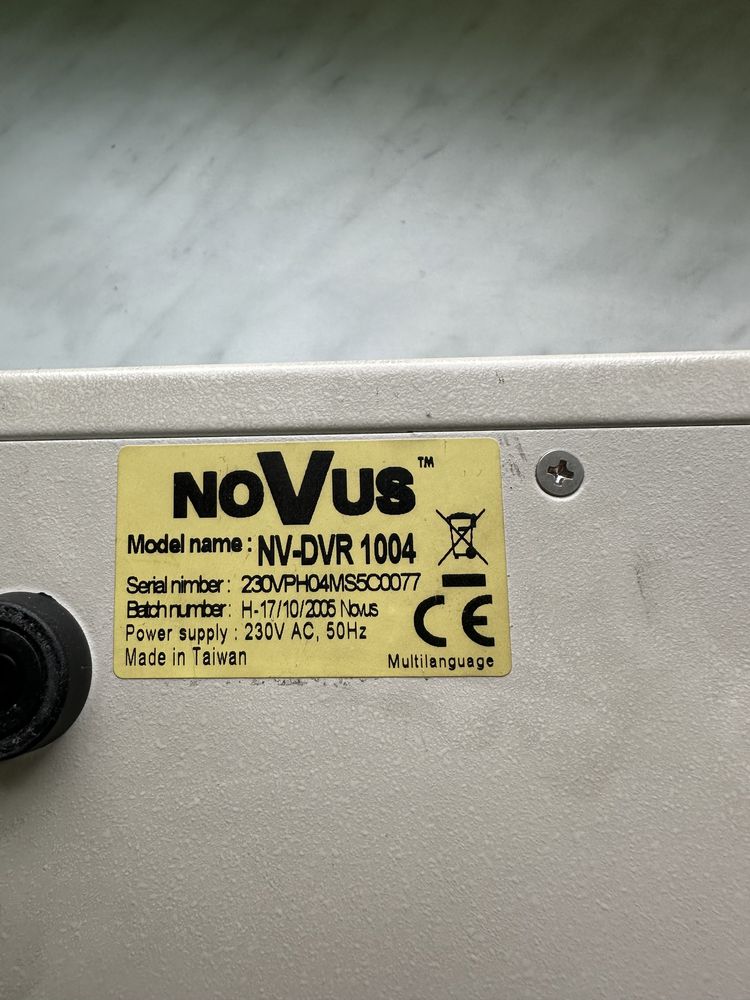 NOVUS™
Model name : NV-DVR 1004
Serial nimber : 230VPH04MS5C0077
Batch number : H-17/10/2005 Novus
Power supply : 230V AC, 50Hz
Made in Taiwan
CE
Multilanguage